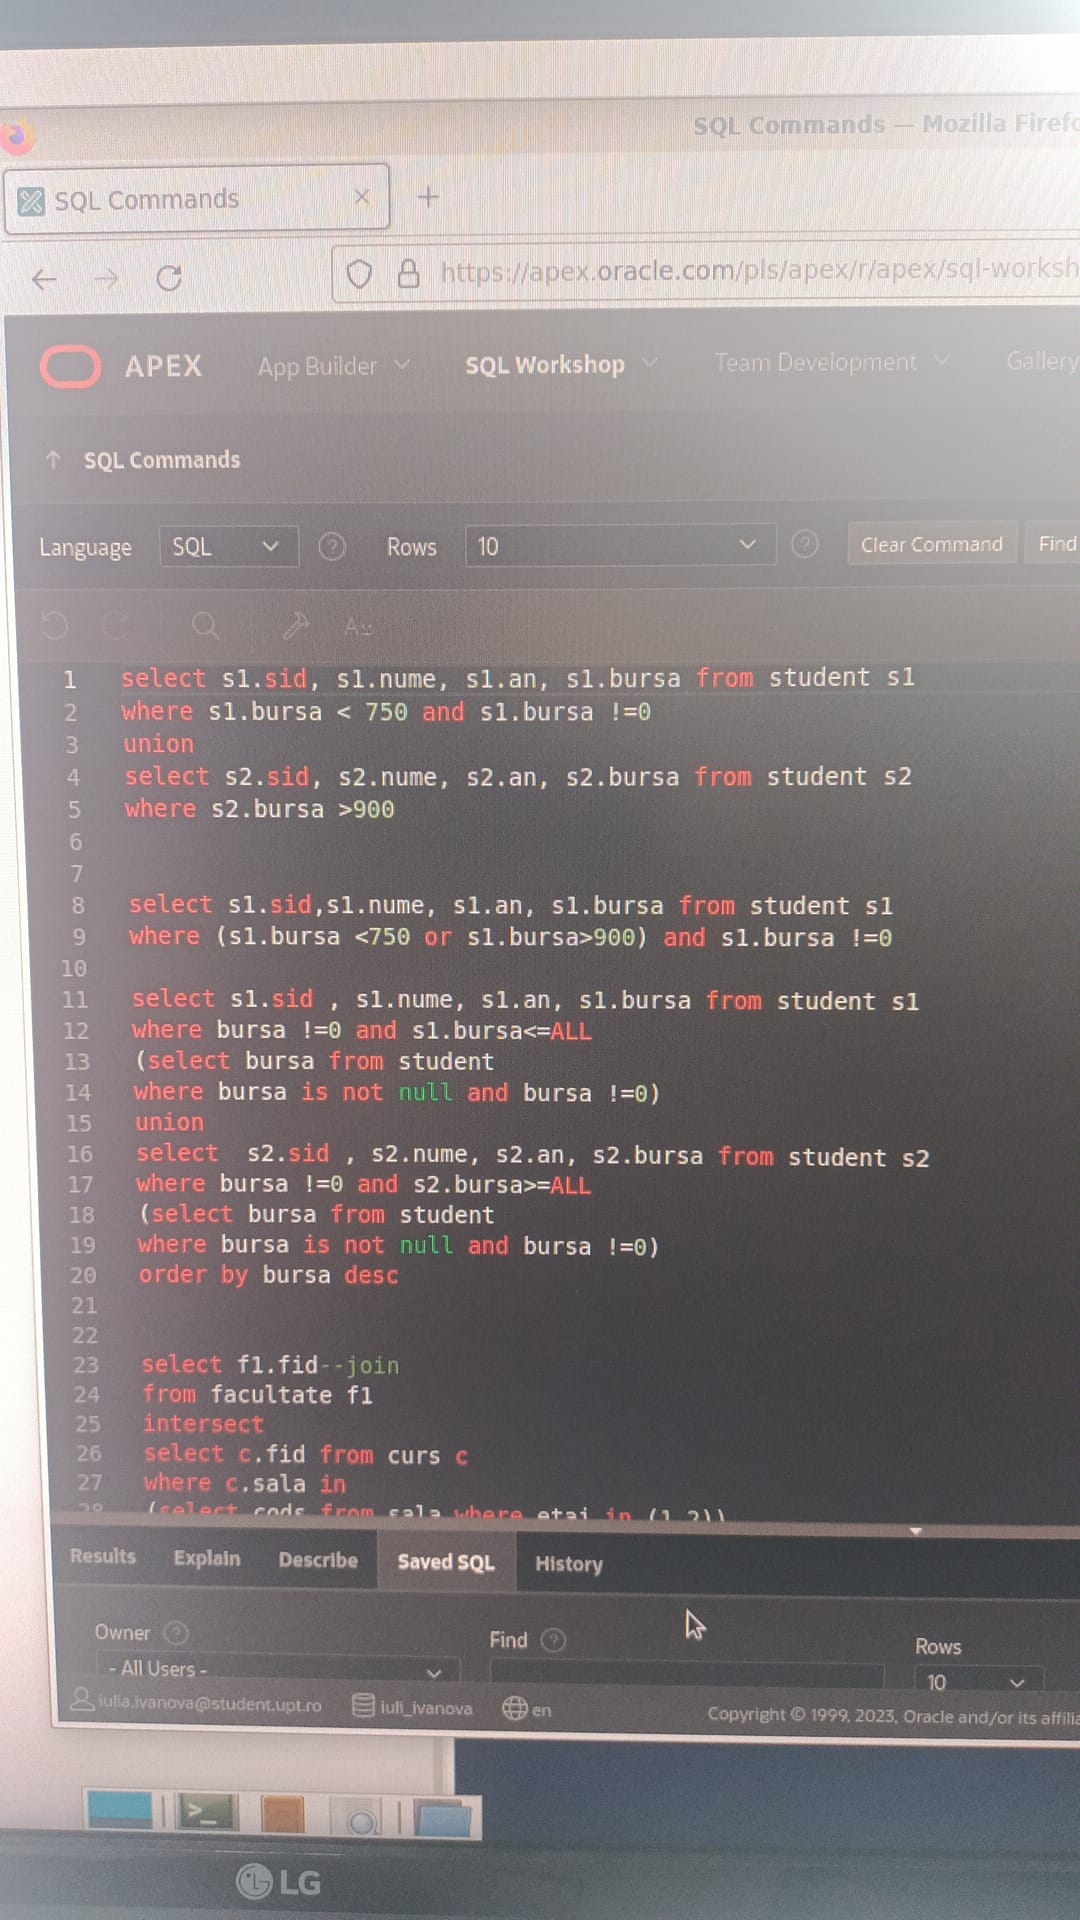 SQL Commands — Mozilla Firefo
SQL Commands
https://apex.oracle.com/pls/apex/r/apex/sql-worksh
APEX App Builder SQL Workshop Team Development Gallery
SQL Commands
Language SQL Rows 10 Clear Command Find
1 select s1.sid, s1.nume, s1.an, s1.bursa from student s1
2 where s1.bursa < 750 and s1.bursa !=0
3 union
4 select s2.sid, s2.nume, s2.an, s2.bursa from student s2
5 where s2.bursa >900
6
7
8 select s1.sid,s1.nume, s1.an, s1.bursa from student s1
9 where (s1.bursa <750 or s1.bursa>900) and s1.bursa !=0
10
11 select s1.sid , s1.nume, s1.an, s1.bursa from student s1
12 where bursa !=0 and s1.bursa<=ALL
13 (select bursa from student
14 where bursa is not null and bursa !=0)
15 union
16 select  s2.sid , s2.nume, s2.an, s2.bursa from student s2
17 where bursa !=0 and s2.bursa>=ALL
18 (select bursa from student
19 where bursa is not null and bursa !=0)
20 order by bursa desc
21
22
23 select f1.fid--join
24 from facultate f1
25 intersect
26 select c.fid from curs c
27 where c.sala in
28 (select cods from sala where etaj in (1,2))
Results Explain Describe Saved SQL History
Owner Find Rows
- All Users - 10
iulia.ivanova@student.upt.ro iuli_ivanova en Copyright © 1999, 2023, Oracle and/or its affilia
LG